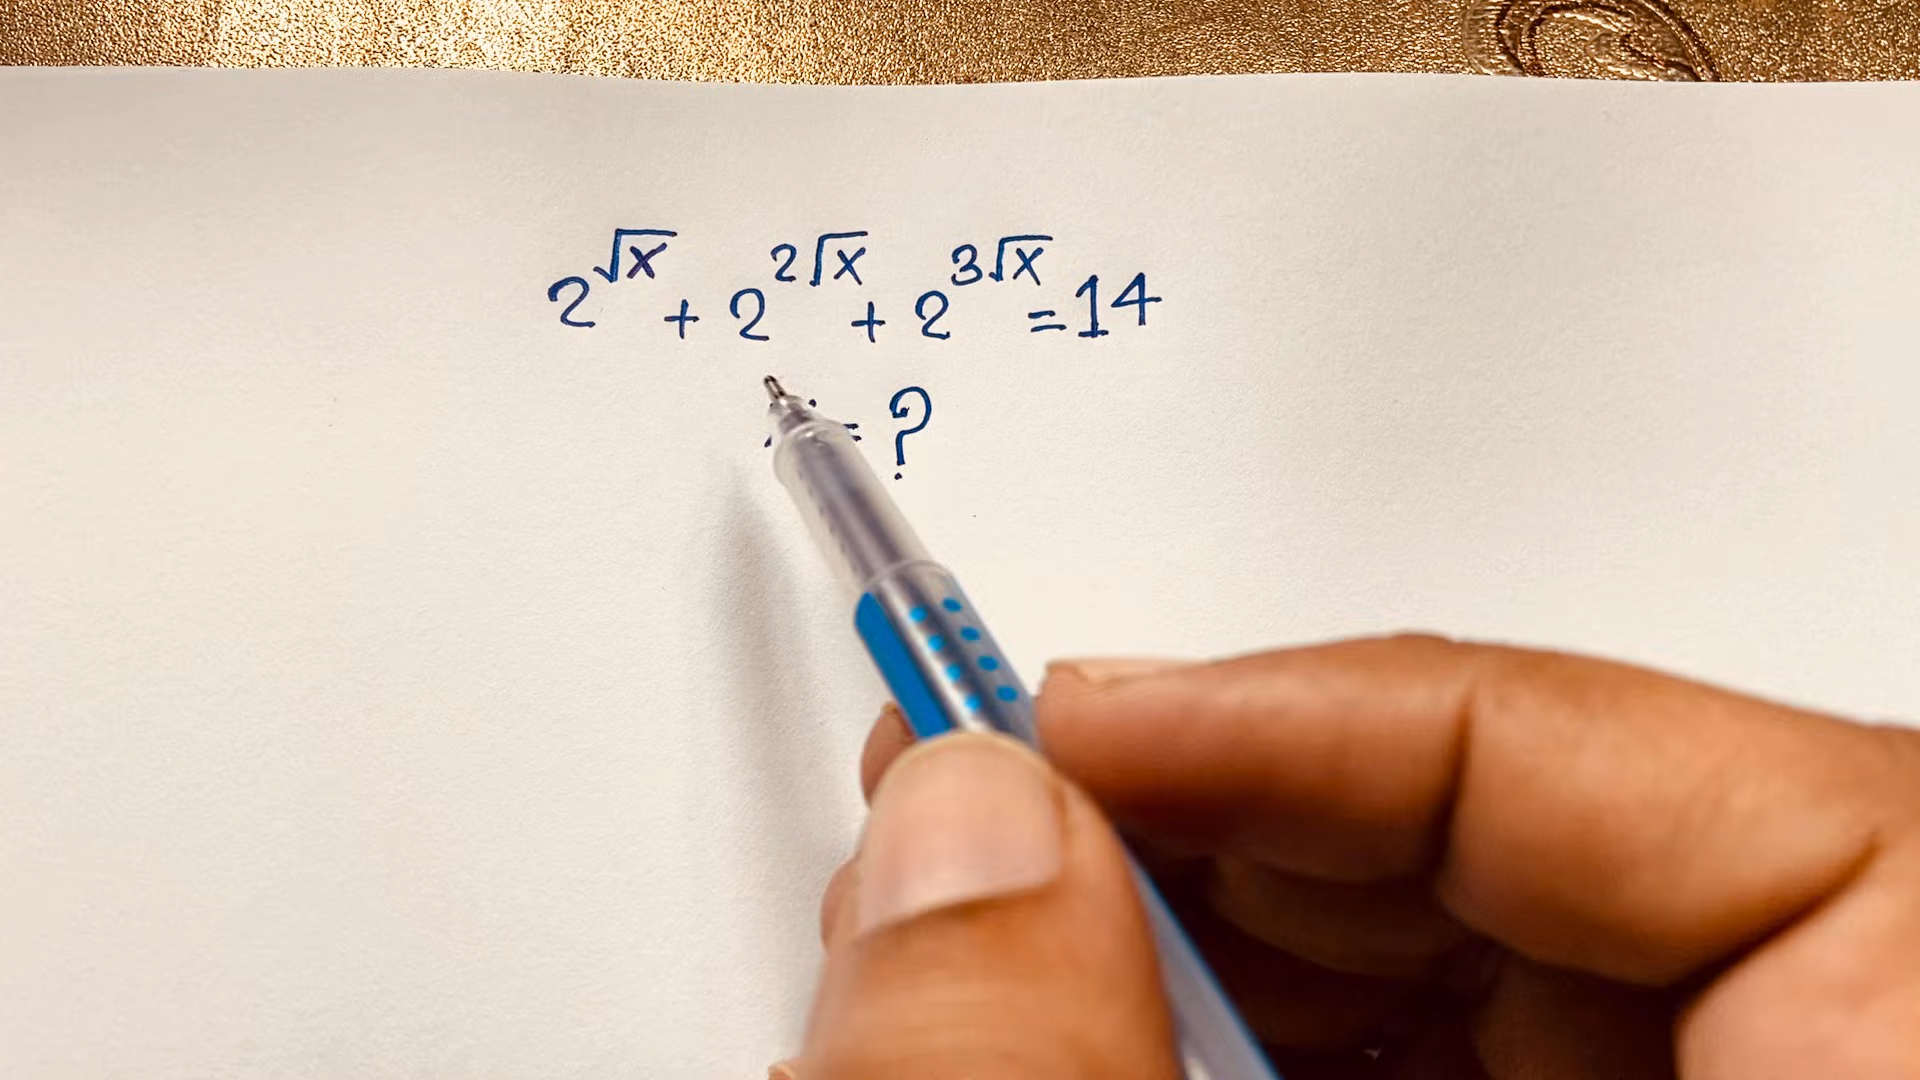 2^√x + 2^2√x + 2^3√x = 14
= ?